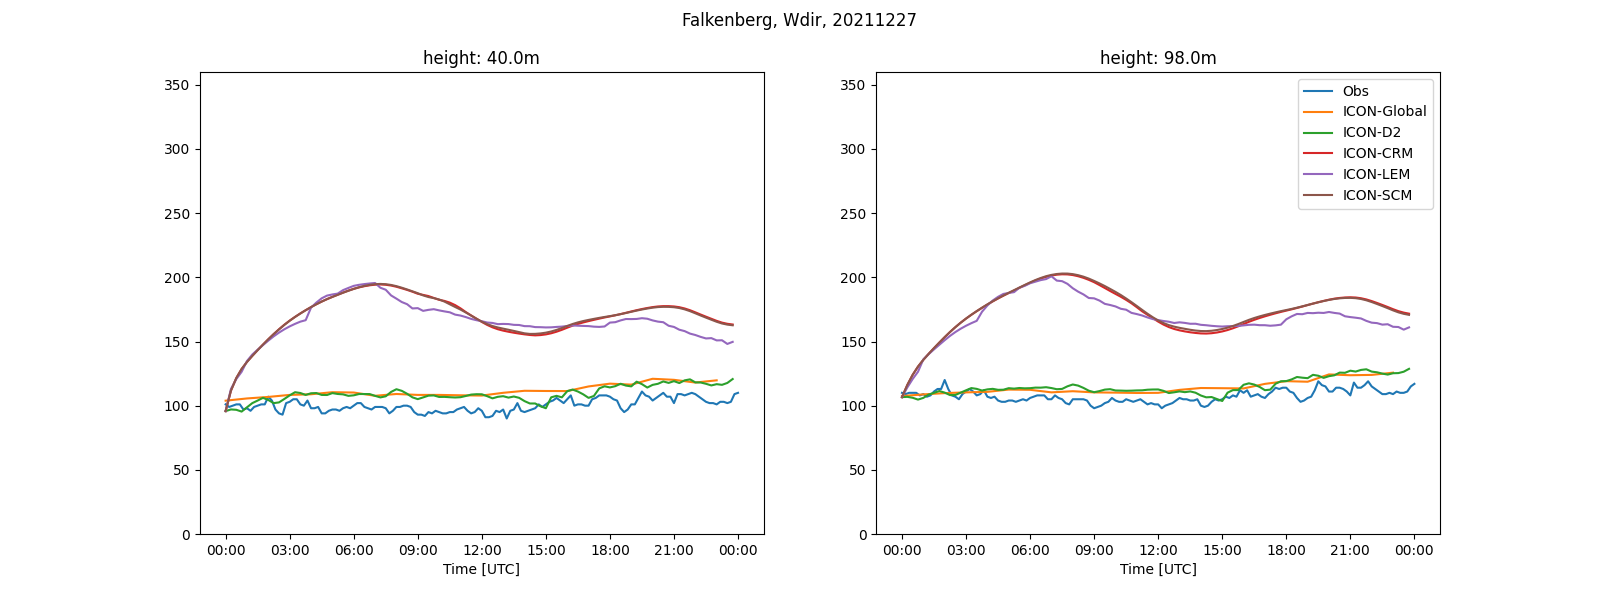 Falkenberg, Wdir, 20211227
height: 40.0m
350
300
250
200
150
100
50
0
00:00 03:00 06:00 09:00 12:00 15:00 18:00 21:00 00:00
Time [UTC]
height: 98.0m
350
300
250
200
150
100
50
0
00:00 03:00 06:00 09:00 12:00 15:00 18:00 21:00 00:00
Time [UTC]
Obs
ICON-Global
ICON-D2
ICON-CRM
ICON-LEM
ICON-SCM